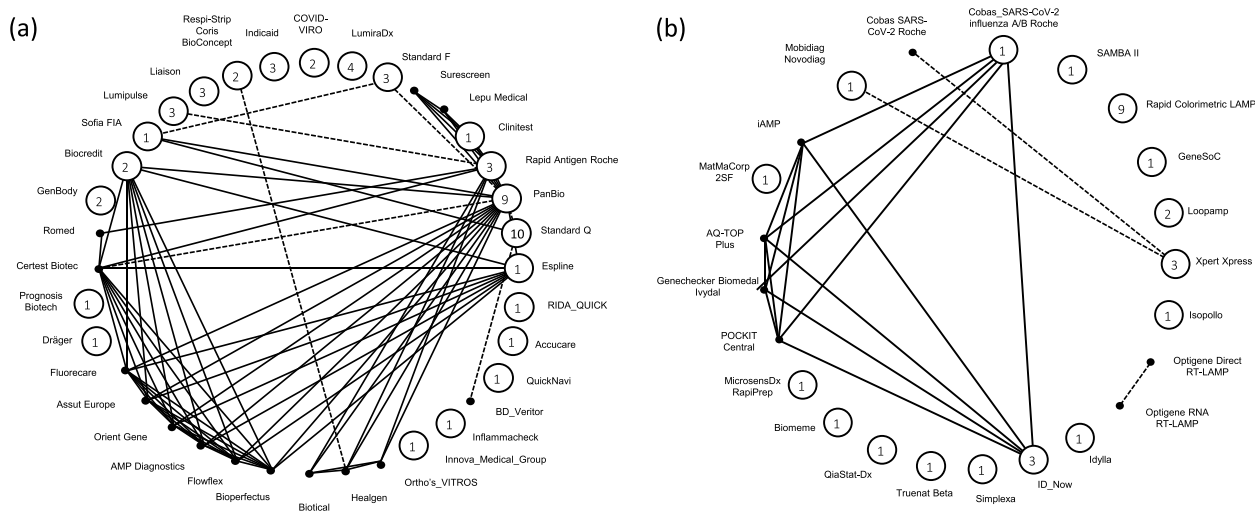 (a)
Respi-Strip
Coris
BioConcept
Indicaid
COVID-
VIRO
LumiraDx
Standard F
Surescreen
Lepu Medical
Clinitest
Rapid Antigen Roche
PanBio
Standard Q
Espline
RIDA_QUICK
Accucare
QuickNavi
BD_Veritor
Inflammacheck
Innova_Medical_Group
Ortho's_VITROS
Healgen
Biotical
Bioperfectus
Flowflex
AMP Diagnostics
Orient Gene
Assut Europe
Fluorecare
Dräger
Prognosis
Biotech
Certest Biotec
Romed
GenBody
Biocredit
Sofia FIA
Lumipulse
Liaison
2
3
2
4
3
1
3
9
10
1
1
1
1
1
1
1
1
2
2
1
3
3
(b)
Cobas_SARS-CoV-2
influenza A/B Roche
SAMBA II
Rapid Colorimetric LAMP
GeneSoC
Loopamp
Xpert Xpress
Isopollo
Optigene Direct
RT-LAMP
Optigene RNA
RT-LAMP
Idylla
ID_Now
Simplexa
Truenat Beta
QiaStat-Dx
Biomeme
MicrosensDx
RapiPrep
POCKIT
Central
Genechecker Biomedal
Ivydal
AQ-TOP
Plus
MatMaCorp
2SF
iAMP
Mobidiag
Novodiag
Cobas SARS-
CoV-2 Roche
1
1
9
1
2
3
1
1
3
1
1
1
1
1
1
1